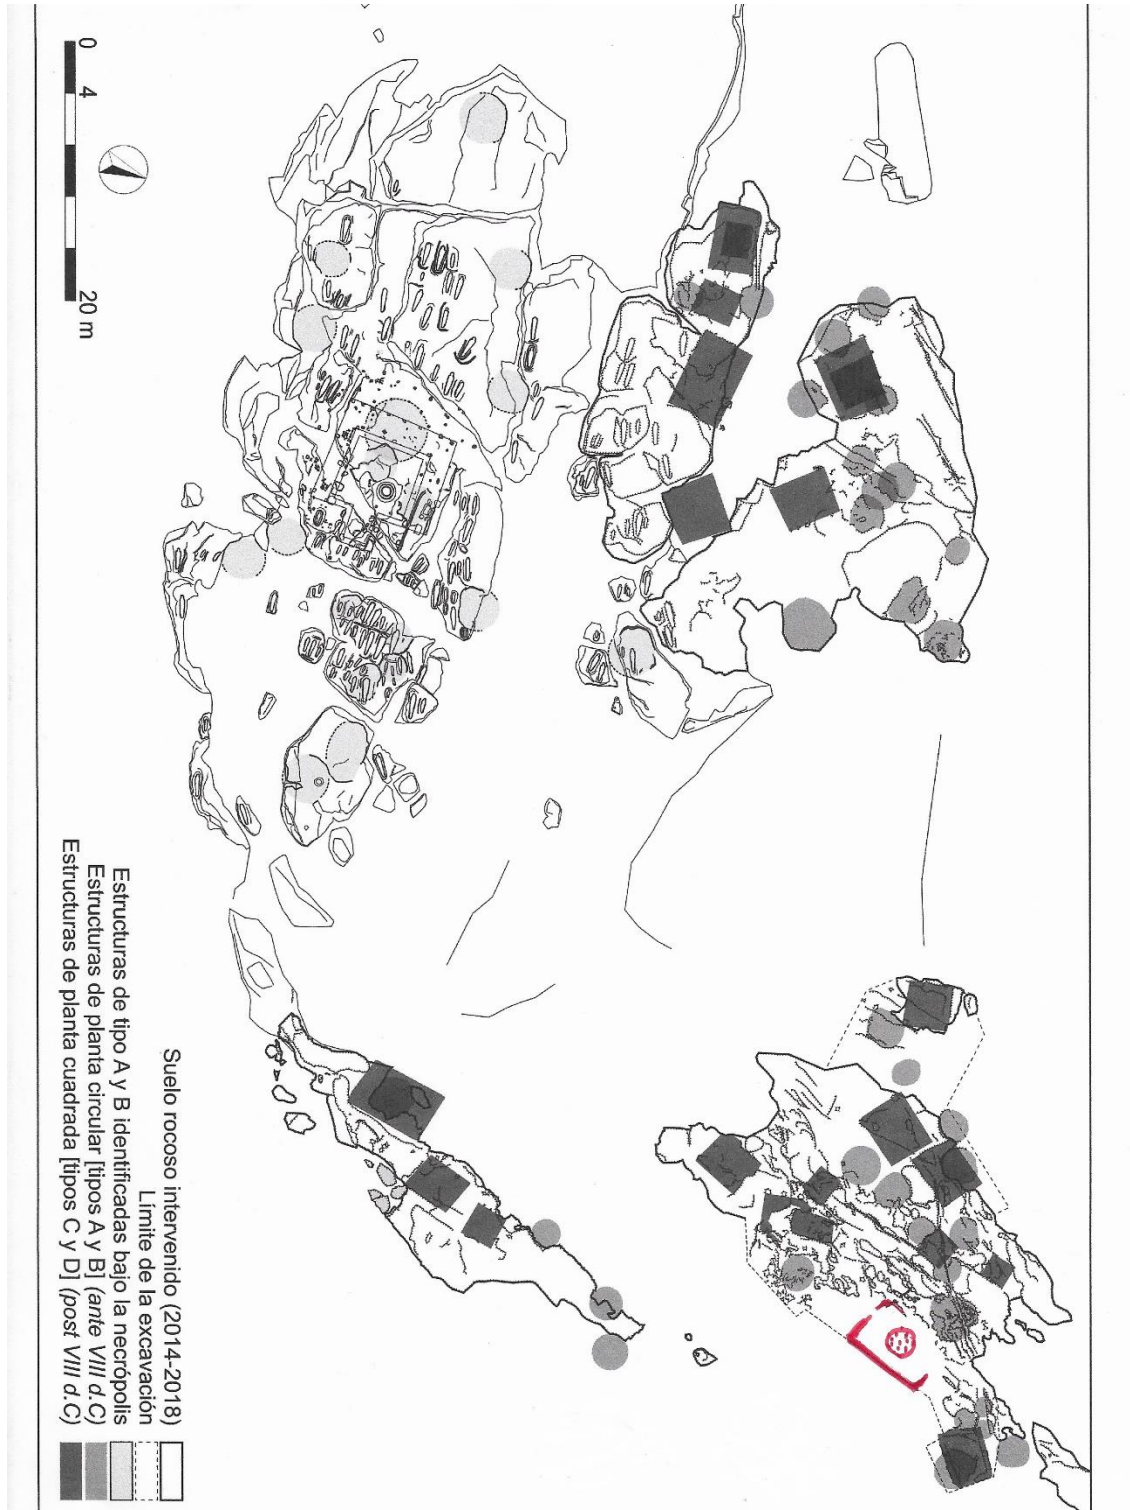 0 4 20 m
Suelo rocoso intervenido (2014-2018)
Límite de la excavación
Estructuras de tipo A y B identificadas bajo la necrópolis
Estructuras de planta circular [tipos A y B] (ante VIII d.C)
Estructuras de planta cuadrada [tipos C y D] (post VIII d.C)